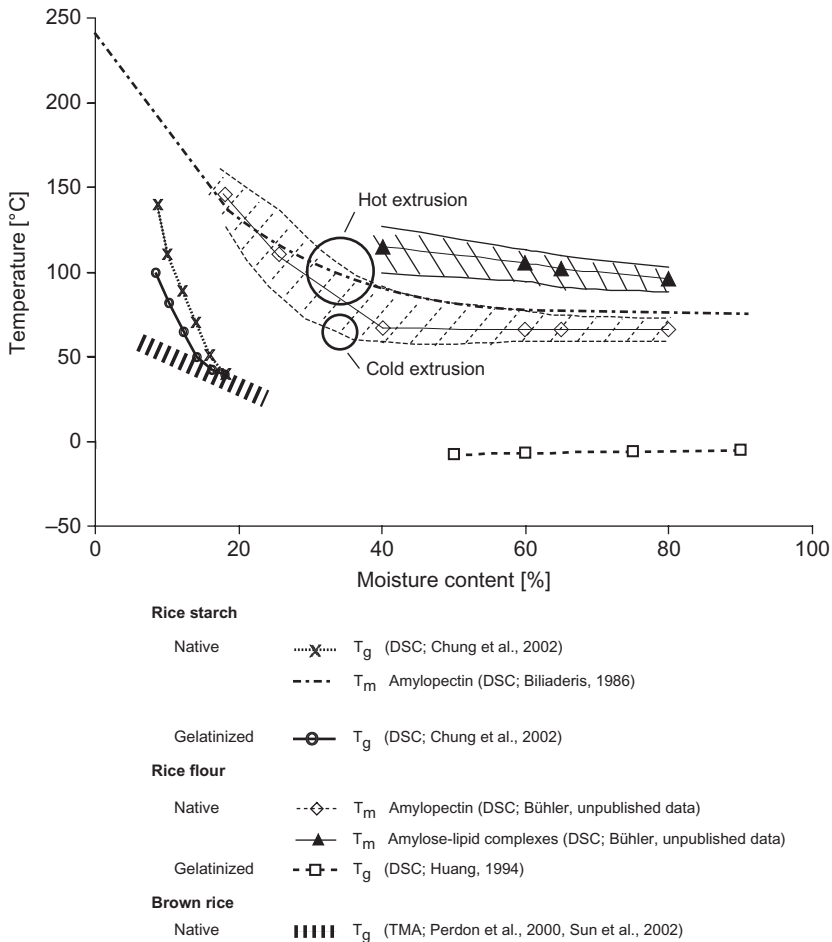 250
200
150
100
50
0
–50
Temperature [°C]
Hot extrusion
Cold extrusion
0 20 40 60 80 100
Moisture content [%]
Rice starch
Native Tg (DSC; Chung et al., 2002)
Tm Amylopectin (DSC; Biliaderis, 1986)
Gelatinized Tg (DSC; Chung et al., 2002)
Rice flour
Native Tm Amylopectin (DSC; Bühler, unpublished data)
Tm Amylose-lipid complexes (DSC; Bühler, unpublished data)
Gelatinized Tg (DSC; Huang, 1994)
Brown rice
Native Tg (TMA; Perdon et al., 2000, Sun et al., 2002)